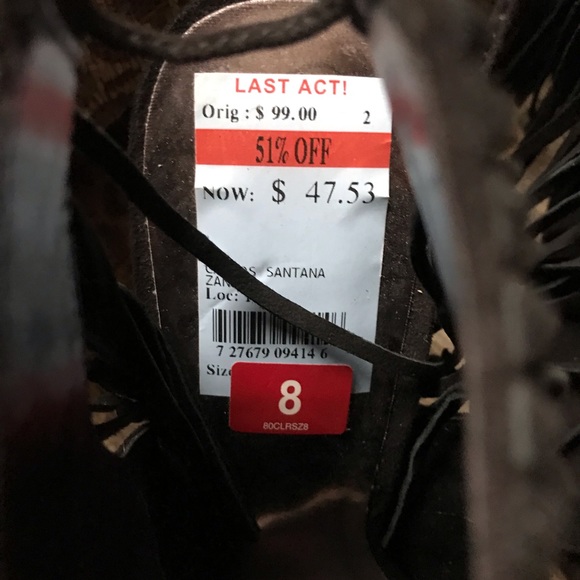 LAST ACT!
Orig : $ 99.00 2
51% OFF
NOW: $ 47.53
SANTANA
Loc:
7 27679 09414 6
8
80CLRSZ8